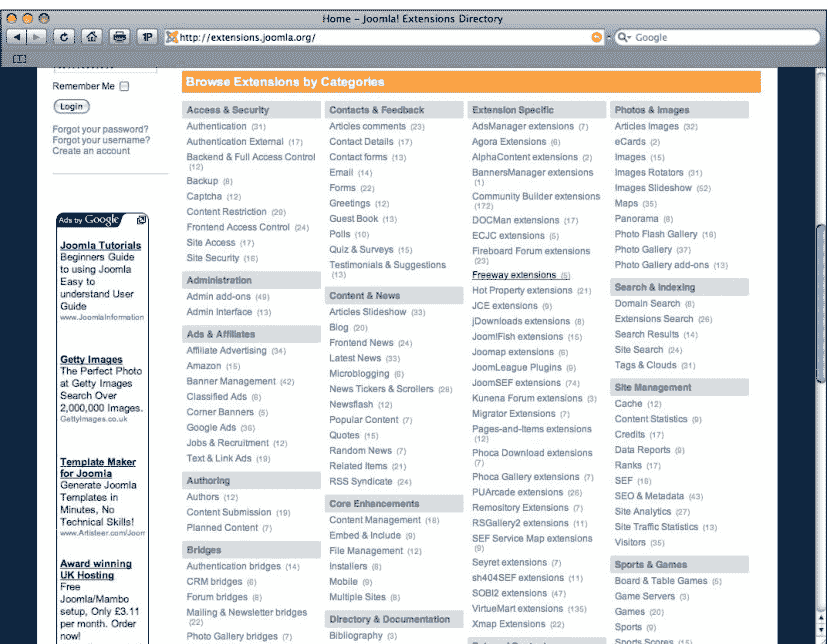 Home – Joomla! Extensions Directory
1P
http://extensions.joomla.org/
Google
Remember Me
Login
Forgot your password?
Forgot your username?
Create an account
Ads by Google
Joomla Tutorials
Beginners Guide
to using Joomla
Easy to
understand User
Guide
www.JoomlaInformation
Getty Images
The Perfect Photo
at Getty Images
Search Over
2,000,000 Images.
GettyImages.co.uk
Template Maker
for Joomla
Generate Joomla
Templates in
Minutes, No
Technical Skills!
www.Artisteer.com/Joom
Award winning
UK Hosting
Free
Joomla/Mambo
setup, Only £3.11
per month. Order
now!
Browse Extensions by Categories
Access & Security
Authentication (31)
Authentication External (17)
Backend & Full Access Control
(12)
Backup (6)
Captcha (12)
Content Restriction (20)
Frontend Access Control (24)
Site Access (17)
Site Security (18)
Administration
Admin add-ons (49)
Admin Interface (13)
Ads & Affiliates
Affiliate Advertising (34)
Amazon (15)
Banner Management (42)
Classified Ads (6)
Corner Banners (5)
Google Ads (36)
Jobs & Recruitment (12)
Text & Link Ads (19)
Authoring
Authors (12)
Content Submission (19)
Planned Content (7)
Bridges
Authentication bridges (14)
CRM bridges (6)
Forum bridges (8)
Mailing & Newsletter bridges
(22)
Photo Gallery bridges (7)
Contacts & Feedback
Articles comments (23)
Contact Details (17)
Contact forms (13)
Email (14)
Forms (22)
Greetings (12)
Guest Book (13)
Polls (10)
Quiz & Surveys (15)
Testimonials & Suggestions
(13)
Content & News
Articles Slideshow (33)
Blog (20)
Frontend News (24)
Latest News (33)
Microblogging (6)
News Tickers & Scrollers (28)
Newsflash (12)
Popular Content (7)
Quotes (15)
Random News (7)
Related Items (21)
RSS Syndicate (24)
Core Enhancements
Content Management (18)
Embed & Include (9)
File Management (12)
Installers (8)
Mobile (9)
Multiple Sites (8)
Directory & Documentation
Bibliography (3)
Extension Specific
AdsManager extensions (7)
Agora Extensions (6)
AlphaContent extensions (2)
BannersManager extensions
(1)
Community Builder extensions
(172)
DOCMan extensions (17)
ECJC extensions (5)
Fireboard Forum extensions
(23)
Freeway extensions (5)
Hot Property extensions (21)
JCE extensions (9)
jDownloads extensions (8)
Joom!Fish extensions (15)
Joomap extensions (6)
JoomLeague Plugins (9)
JoomSEF extensions (74)
Kunena Forum extensions (3)
Migrator Extensions (7)
Pages-and-Items extensions
(12)
Phoca Download extensions
(7)
Phoca Gallery extensions (7)
PUArcade extensions (26)
Remository Extensions (7)
RSGallery2 extensions (11)
SEF Service Map extensions
(9)
Seyret extensions (7)
sh404SEF extensions (11)
SOBI2 extensions (47)
VirtueMart extensions (135)
Xmap Extensions (22)
Photos & Images
Articles Images (32)
eCards (2)
Images (15)
Images Rotators (31)
Images Slideshow (52)
Maps (35)
Panorama (8)
Photo Flash Gallery (18)
Photo Gallery (37)
Photo Gallery add-ons (13)
Search & Indexing
Domain Search (8)
Extensions Search (26)
Search Results (14)
Site Search (24)
Tags & Clouds (31)
Site Management
Cache (12)
Content Statistics (9)
Credits (17)
Data Reports (9)
Ranks (17)
SEF (18)
SEO & Metadata (43)
Site Analytics (27)
Site Traffic Statistics (13)
Visitors (35)
Sports & Games
Board & Table Games (5)
Game Servers (3)
Games (20)
Sports (9)
Sports Scores (15)